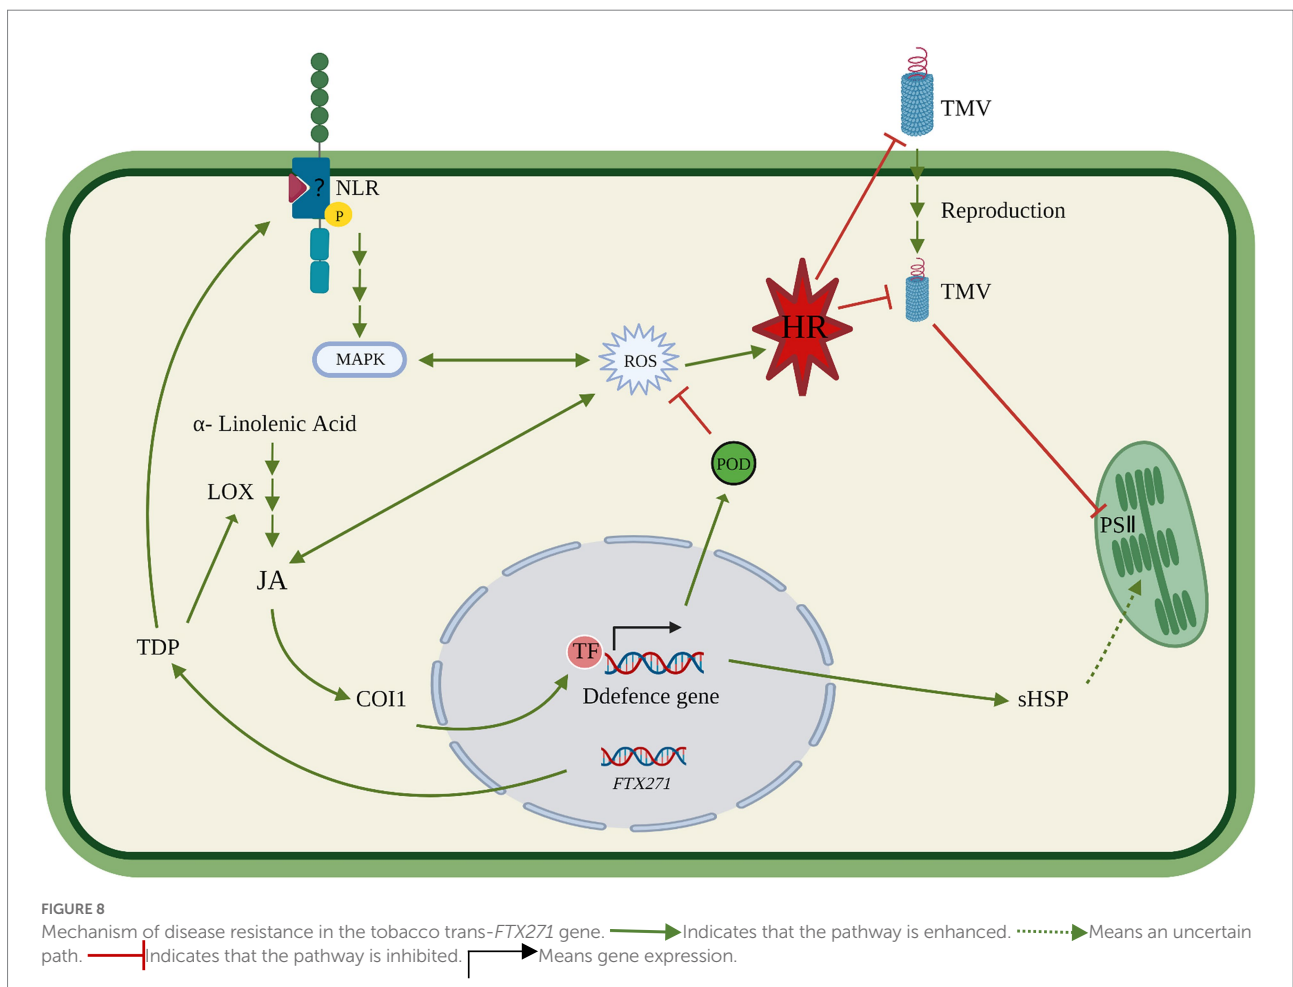 TMV
? NLR
P
Reproduction
TMV
HR
MAPK
ROS
α- Linolenic Acid
POD
LOX
PSⅡ
JA
TDP
TF
Ddefence gene
COI1
sHSP
FTX271
FIGURE 8
Mechanism of disease resistance in the tobacco trans-FTX271 gene. Indicates that the pathway is enhanced. Means an uncertain
path. Indicates that the pathway is inhibited. Means gene expression.